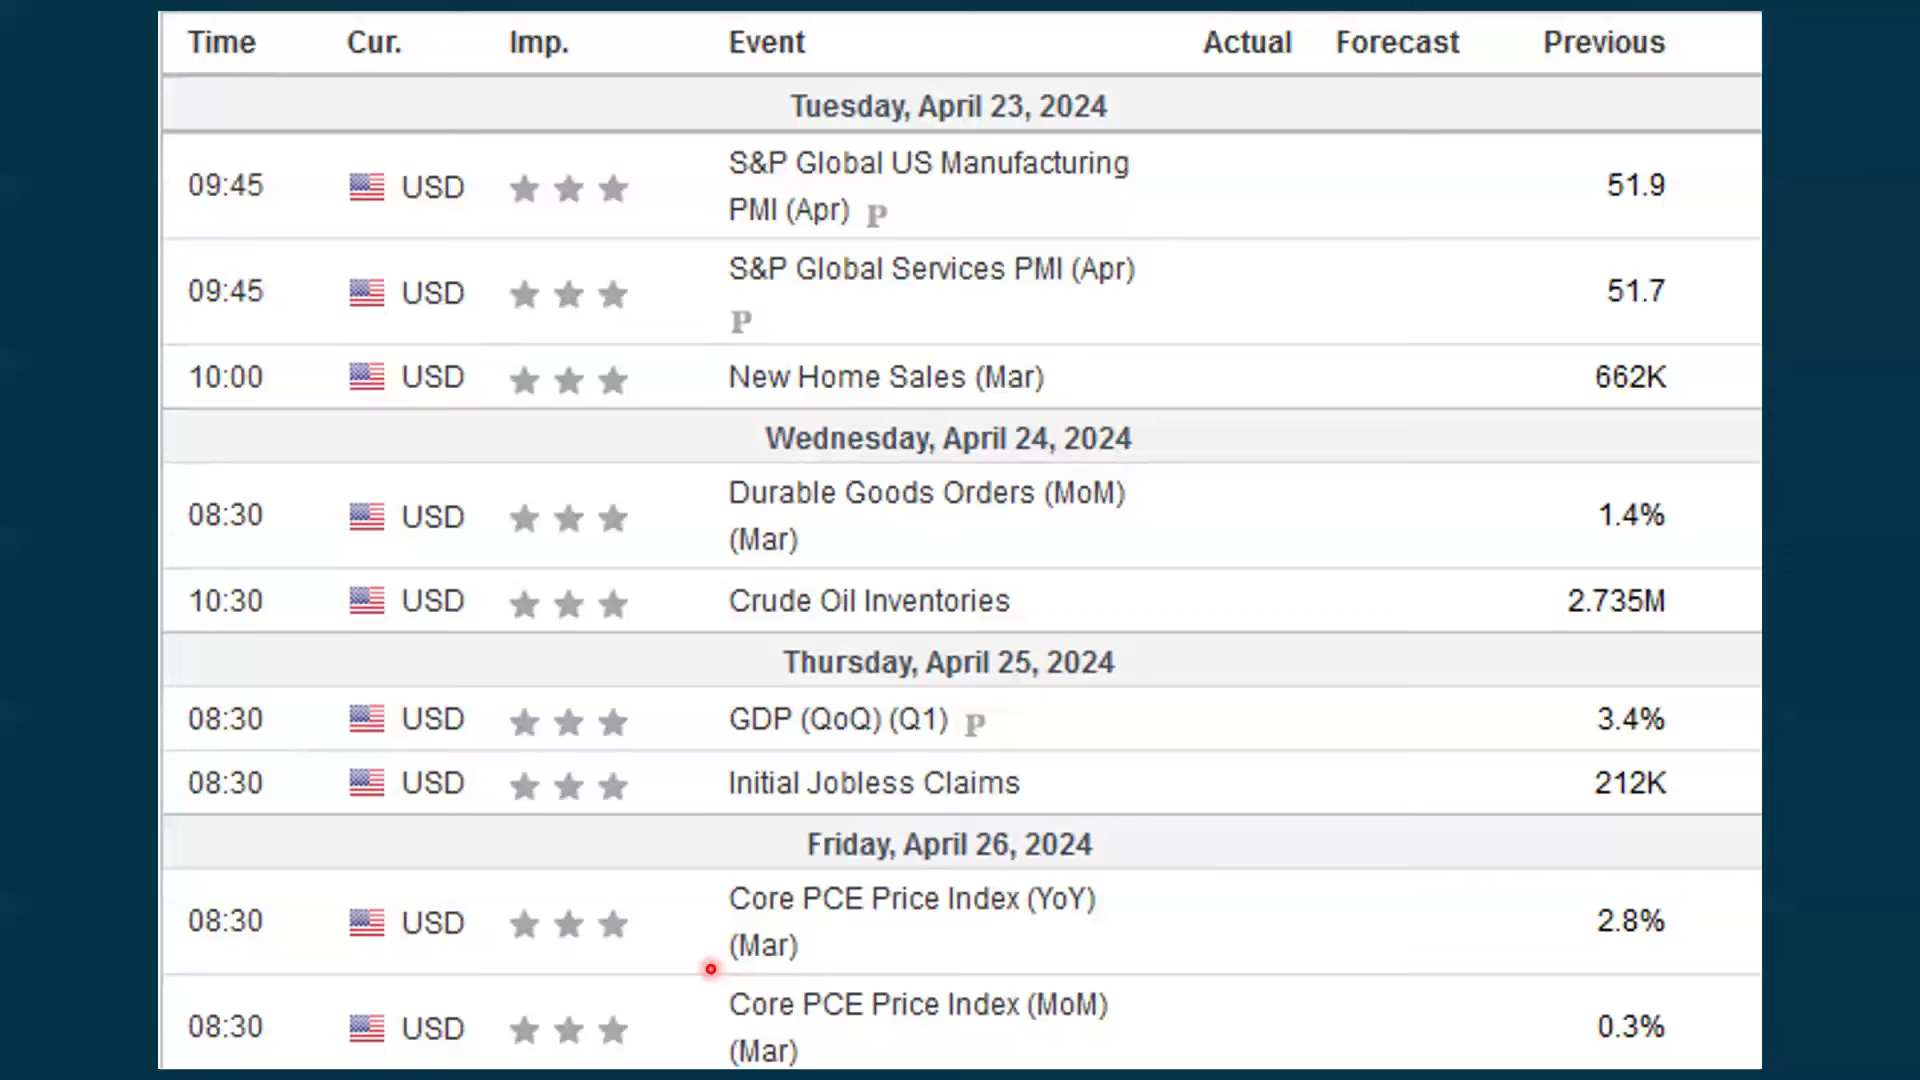 Time Cur. Imp. Event Actual Forecast Previous
Tuesday, April 23, 2024
09:45 USD S&P Global US Manufacturing PMI (Apr) P 51.9
09:45 USD S&P Global Services PMI (Apr) P 51.7
10:00 USD New Home Sales (Mar) 662K
Wednesday, April 24, 2024
08:30 USD Durable Goods Orders (MoM) (Mar) 1.4%
10:30 USD Crude Oil Inventories 2.735M
Thursday, April 25, 2024
08:30 USD GDP (QoQ) (Q1) P 3.4%
08:30 USD Initial Jobless Claims 212K
Friday, April 26, 2024
08:30 USD Core PCE Price Index (YoY) (Mar) 2.8%
08:30 USD Core PCE Price Index (MoM) (Mar) 0.3%